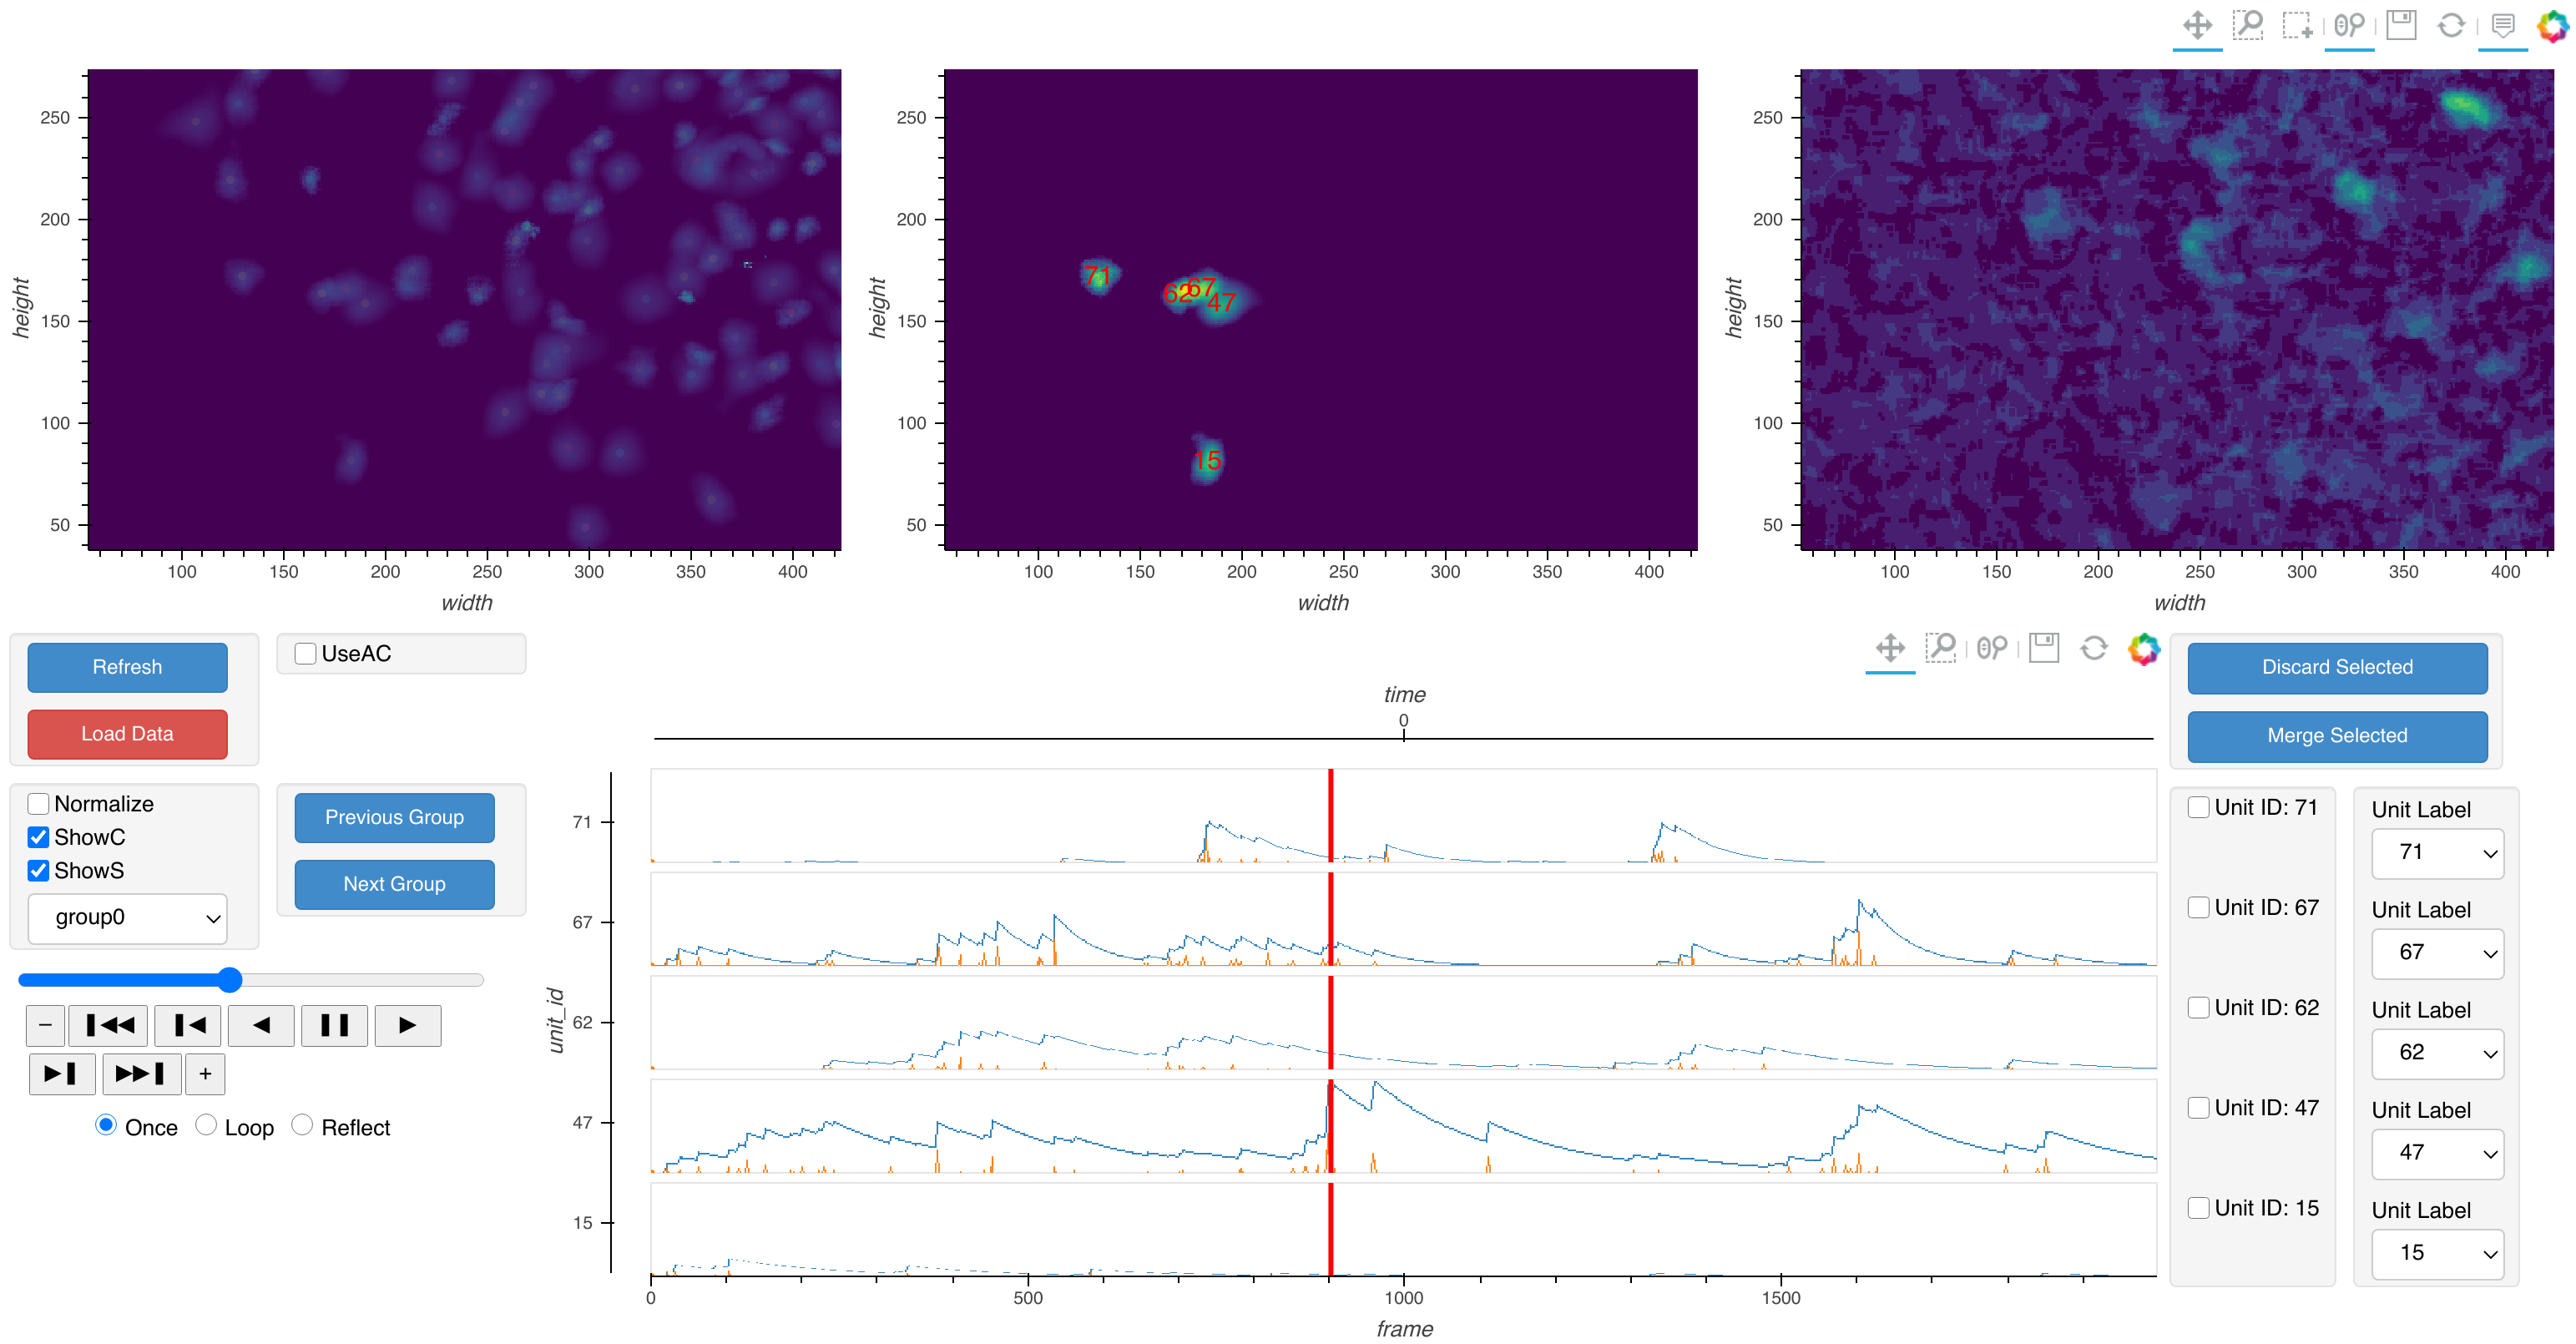 250
200
150
100
50
height
100 150 200 250 300 350 400
width
250
200
150
100
50
height
71
62 67
47
15
100 150 200 250 300 350 400
width
250
200
150
100
50
height
100 150 200 250 300 350 400
width
Refresh
Load Data
UseAC
Normalize
ShowC
ShowS
group0
Previous Group
Next Group
−
+
Once Loop Reflect
time
0
unit_id
71
67
62
47
15
0 500 1000 1500
frame
Discard Selected
Merge Selected
Unit ID: 71
Unit ID: 67
Unit ID: 62
Unit ID: 47
Unit ID: 15
Unit Label
71
Unit Label
67
Unit Label
62
Unit Label
47
Unit Label
15